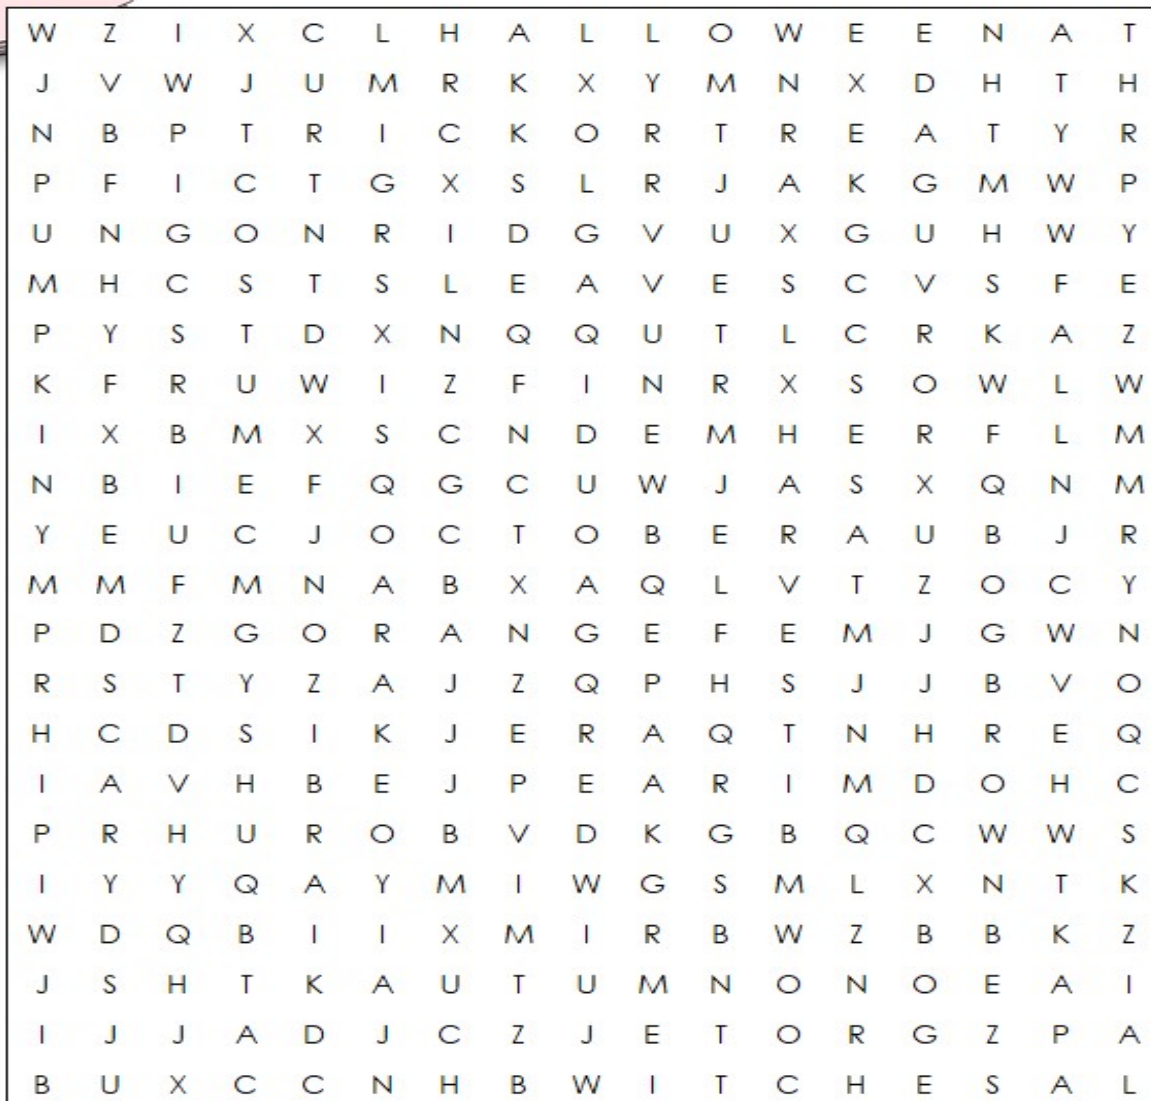 W Z I X C L H A L L O W E E N A T
J V W J U M R K X Y M N X D H T H
N B P T R I C K O R T R E A T Y R
P F I C T G X S L R J A K G M W P
U N G O N R I D G V U X G U H W Y
M H C S T S L E A V E S C V S F E
P Y S T D X N Q Q U T L C R K A Z
K F R U W I Z F I N R X S O W L W
I X B M X S C N D E M H E R F L M
N B I E F Q G C U W J A S X Q N M
Y E U C J O C T O B E R A U B J R
M M F M N A B X A Q L V T Z O C Y
P D Z G O R A N G E F E M J G W N
R S T Y Z A J Z Q P H S J J B V O
H C D S I K J E R A Q T N H R E Q
I A V H B E J P E A R I M D O H C
P R H U R O B V D K G B Q C W W S
I Y Y Q A Y M I W G S M L X N T K
W D Q B I I X M I R B W Z B B K Z
J S H T K A U T U M N O N O E A I
I J J A D J C Z J E T O R G Z P A
B U X C C N H B W I T C H E S A L